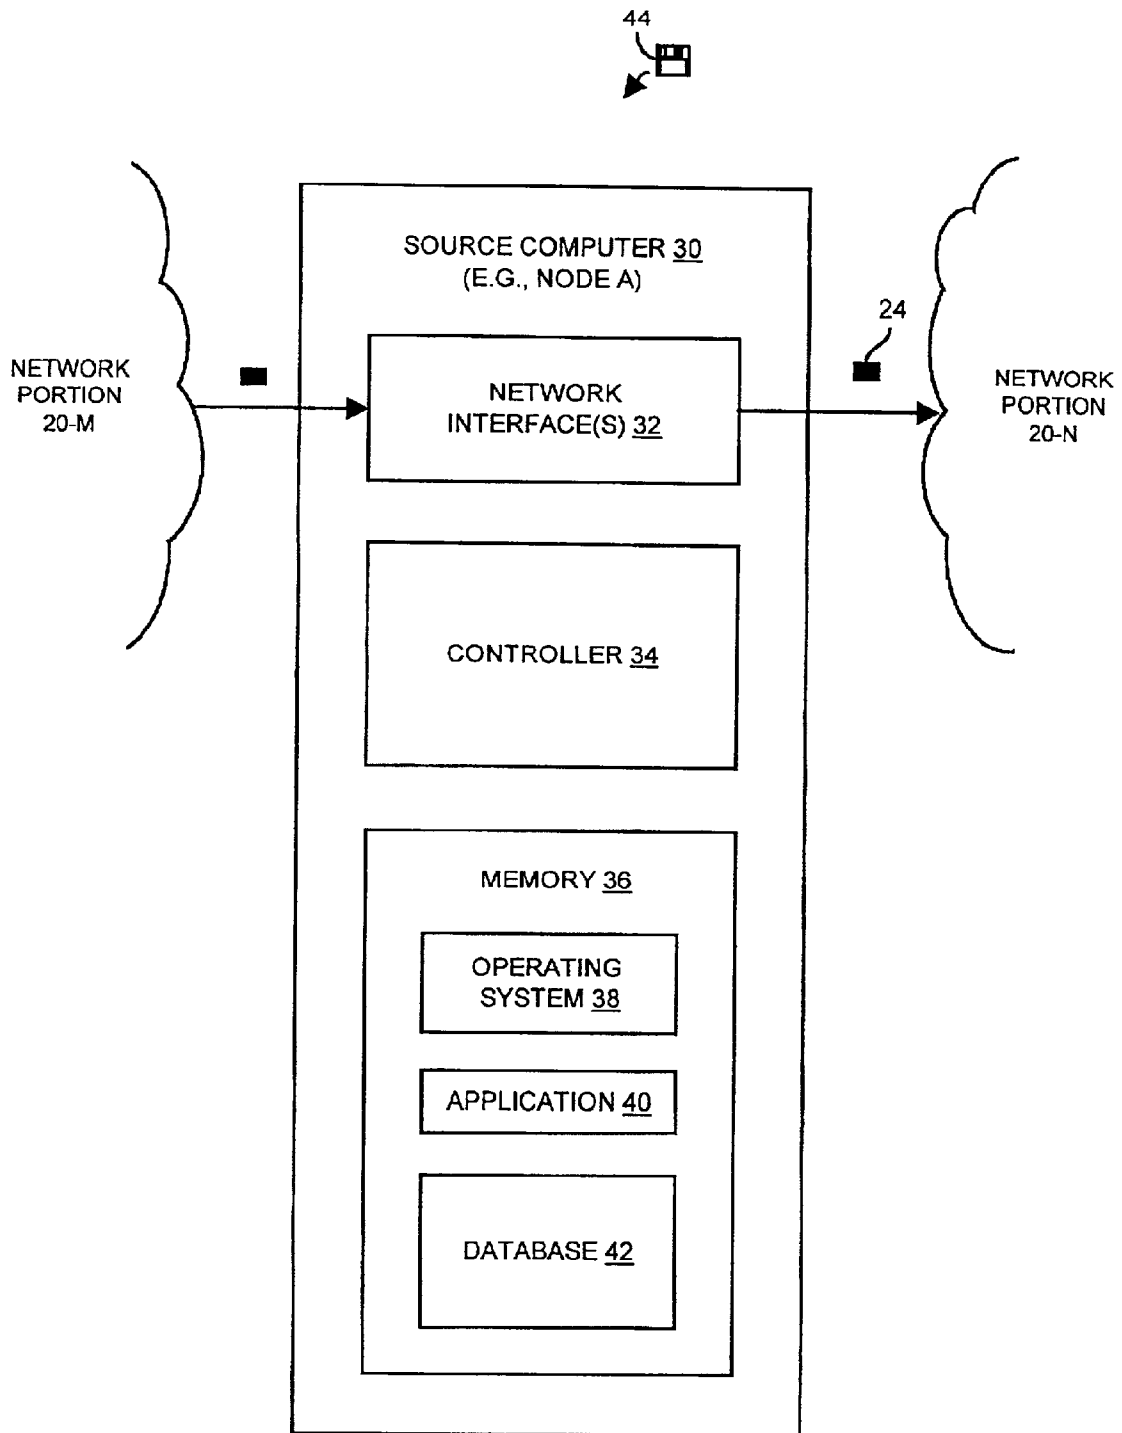 44
SOURCE COMPUTER 30
(E.G., NODE A)
24
NETWORK
PORTION
20-M
NETWORK
INTERFACE(S) 32
NETWORK
PORTION
20-N
CONTROLLER 34
MEMORY 36
OPERATING
SYSTEM 38
APPLICATION 40
DATABASE 42